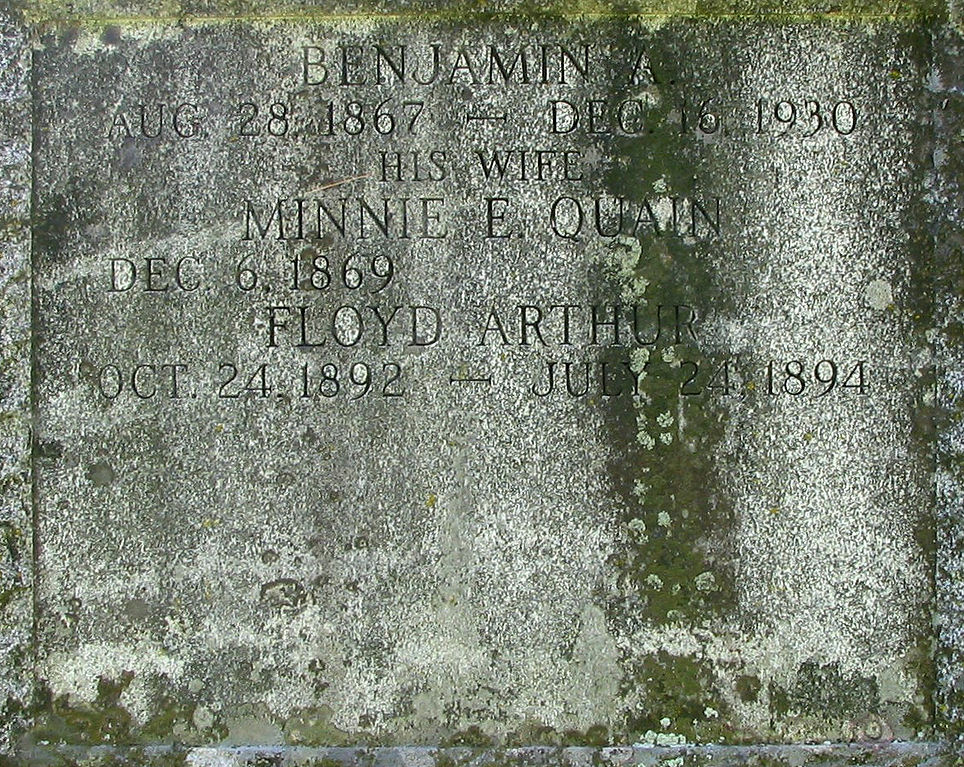 BENJAMIN A.
AUG. 28, 1867 — DEC. 16, 1930
HIS WIFE
MINNIE E. QUAIN
DEC. 6, 1869
FLOYD ARTHUR
OCT. 24, 1892 — JULY 24, 1894